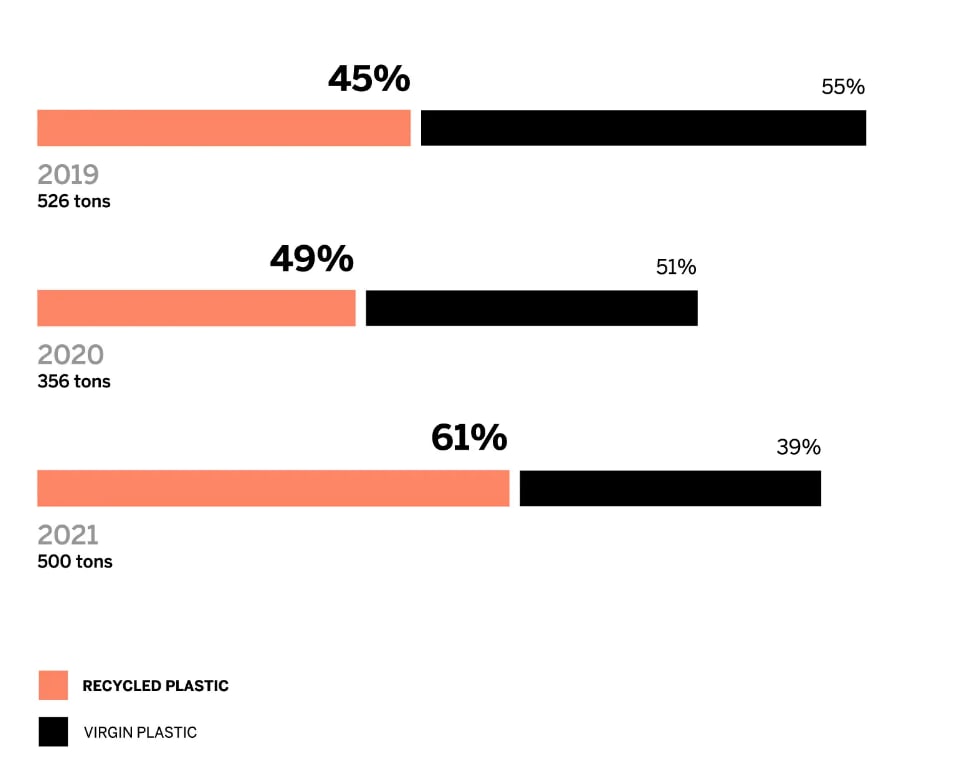 45%
55%
2019
526 tons
49%
51%
2020
356 tons
61%
39%
2021
500 tons
RECYCLED PLASTIC
VIRGIN PLASTIC